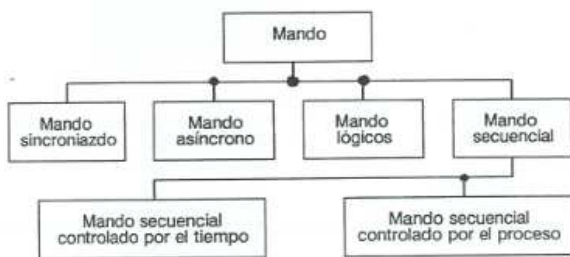 Mando
Mando
sincroniazdo
Mando
asíncrono
Mando
lógicos
Mando
secuencial
Mando secuencial
controlado por el tiempo
Mando secuencial
controlado por el proceso